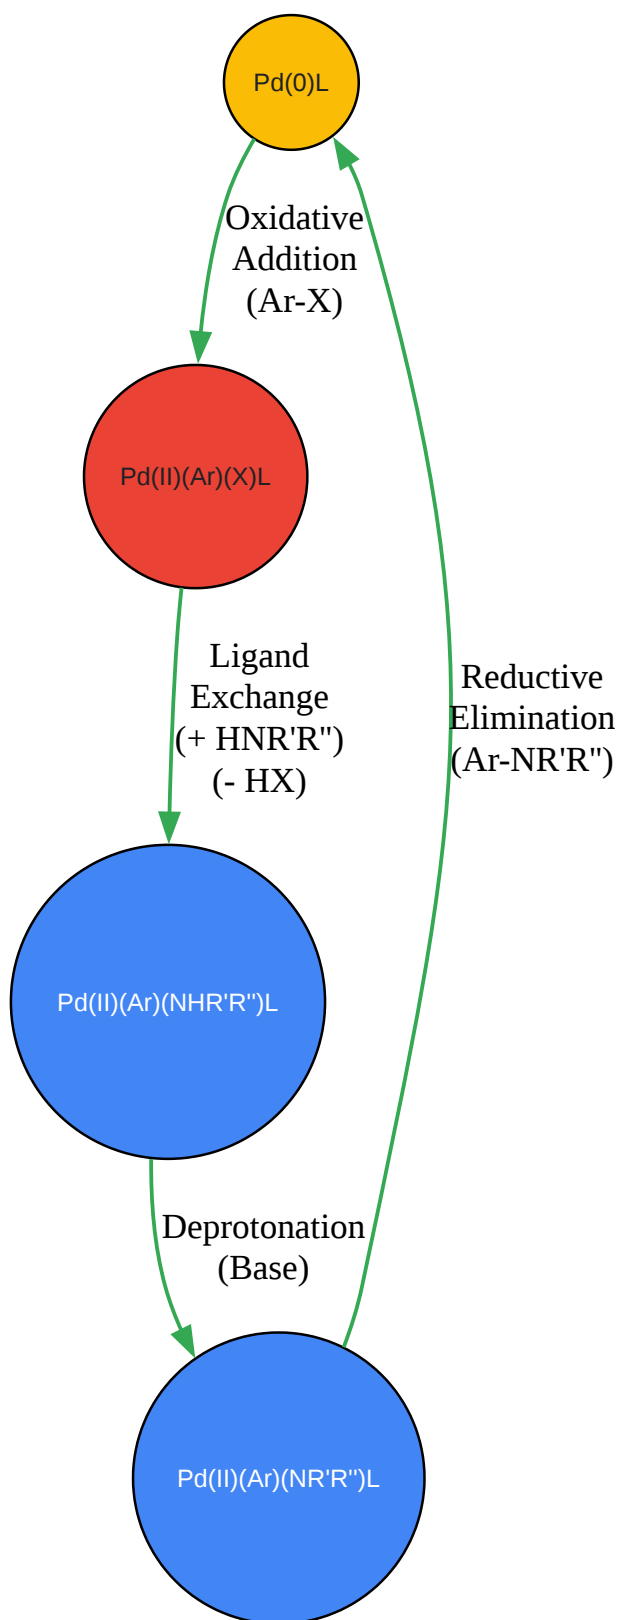 Pd(0)L
Oxidative
Addition
(Ar-X)
Pd(II)(Ar)(X)L
Ligand
Exchange
(+ HNR'R'')
(- HX)
Reductive
Elimination
(Ar-NR'R'')
Pd(II)(Ar)(NHR'R'')L
Deprotonation
(Base)
Pd(II)(Ar)(NR'R'')L